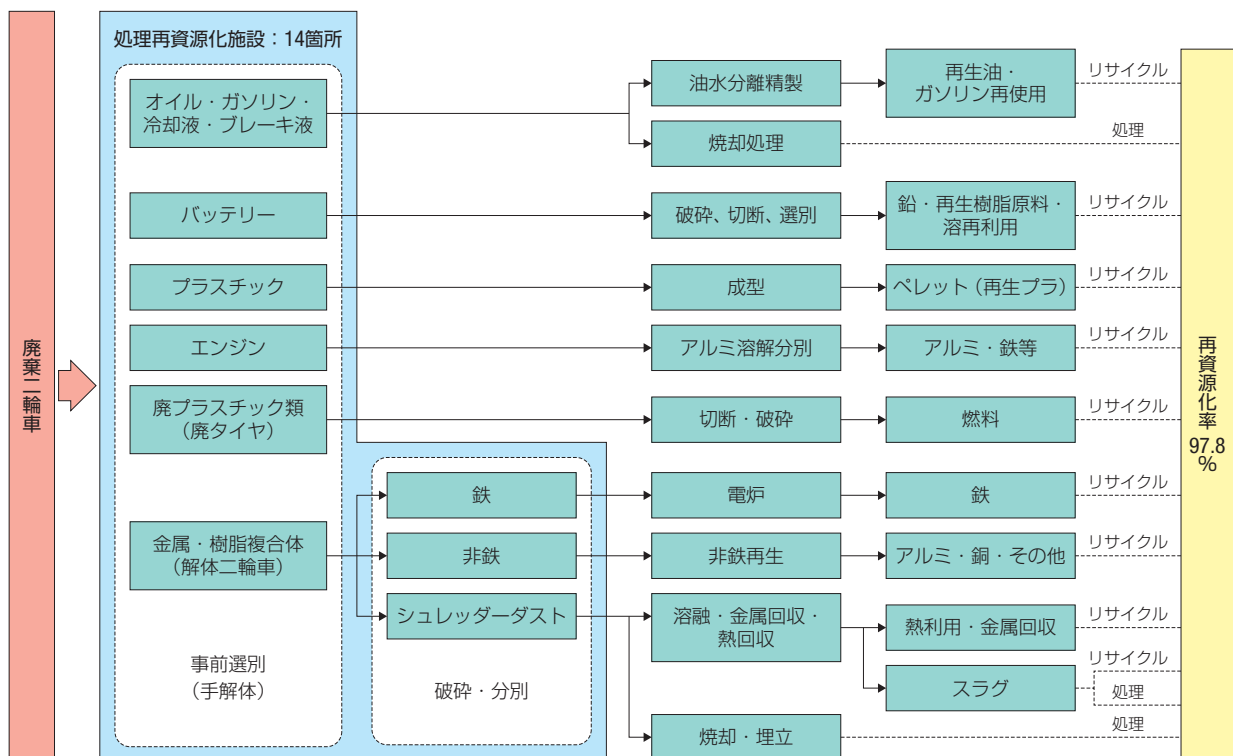 廃棄二輪車
処理再資源化施設：14箇所
オイル・ガソリン・
冷却液・ブレーキ液
油水分離精製
再生油・
ガソリン再使用
リサイクル
焼却処理
処理
バッテリー
破砕、切断、選別
鉛・再生樹脂原料・
溶再利用
リサイクル
プラスチック
成型
ペレット（再生プラ）
リサイクル
エンジン
アルミ溶解分別
アルミ・鉄等
リサイクル
廃プラスチック類
（廃タイヤ）
切断・破砕
燃料
リサイクル
金属・樹脂複合体
（解体二輪車）
鉄
電炉
鉄
リサイクル
非鉄
非鉄再生
アルミ・銅・その他
リサイクル
シュレッダーダスト
溶融・金属回収・
熱回収
熱利用・金属回収
リサイクル
スラグ
リサイクル
処理
焼却・埋立
処理
事前選別
（手解体）
破砕・分別
再資源化率
97.8
％